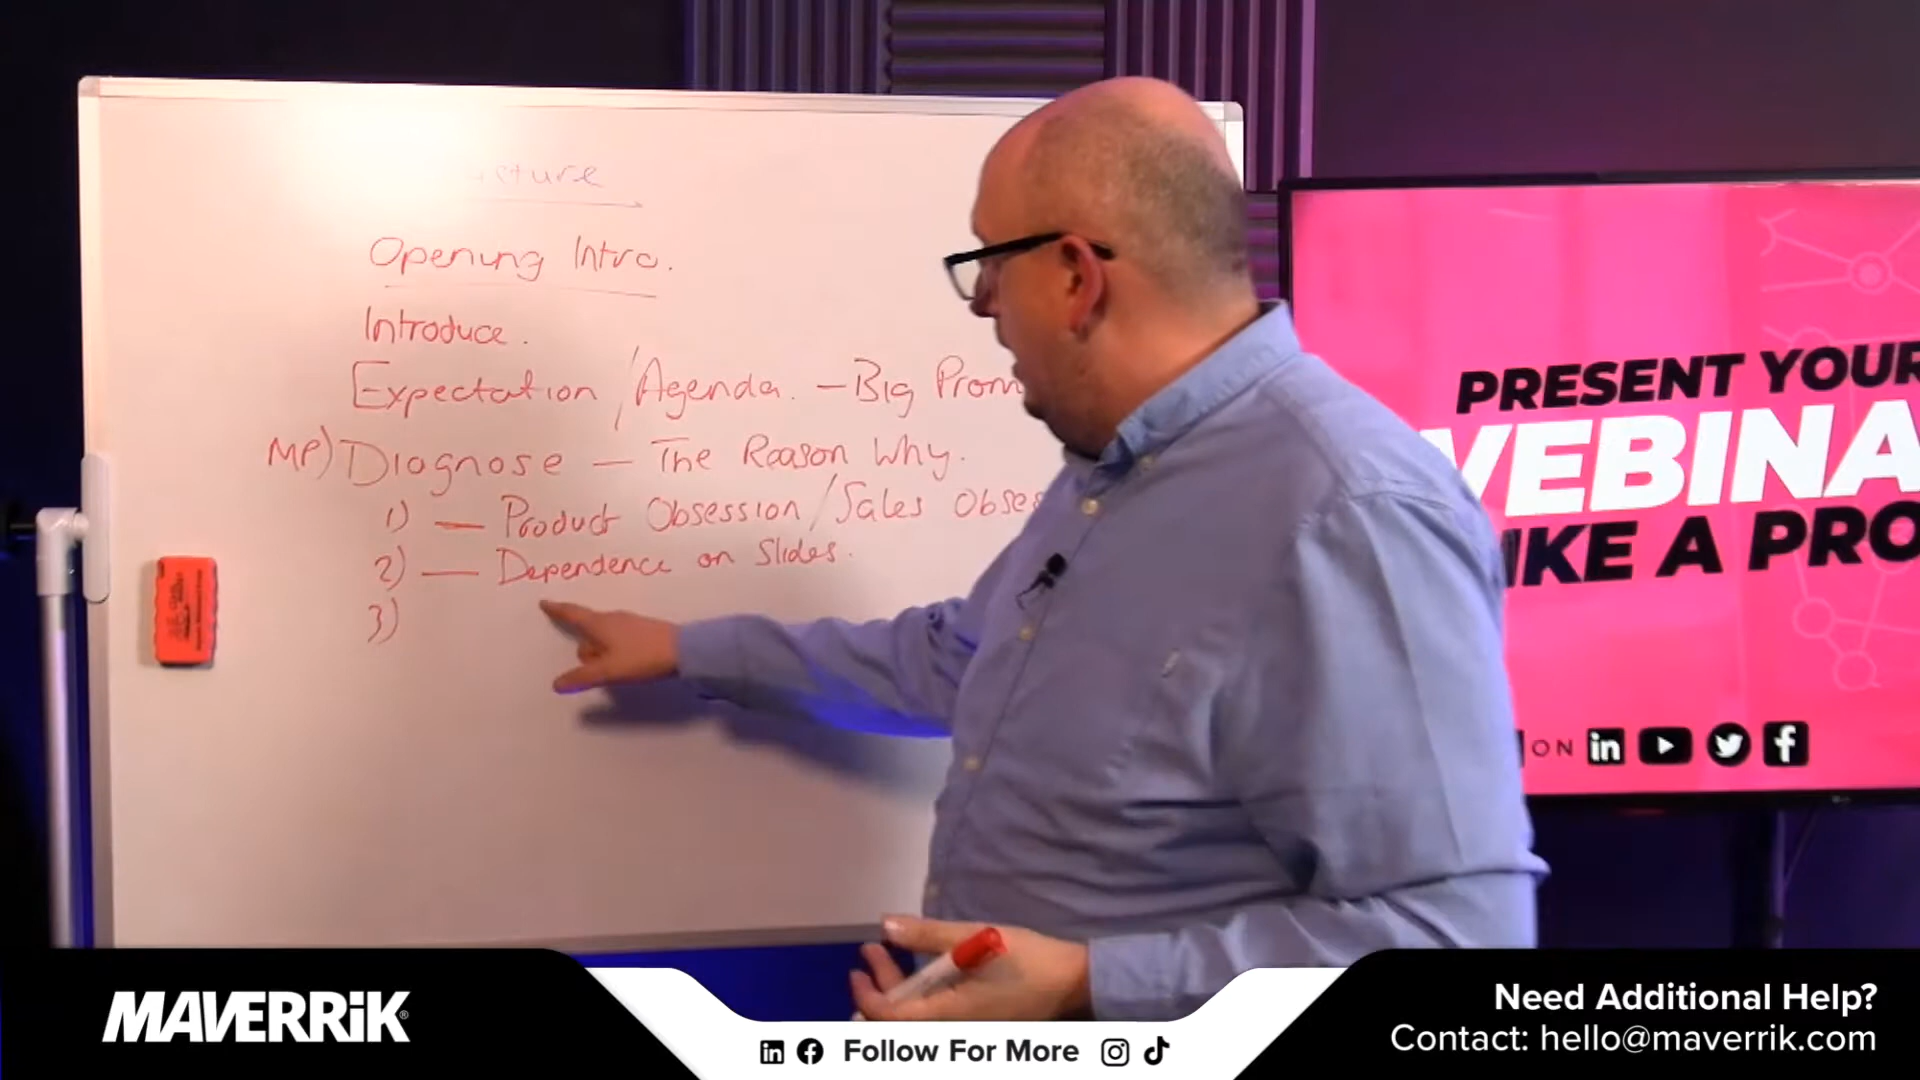 Opening Intro.
Introduce.
Expectation / Agenda. - Big Prom
MP) Diagnose - The Reason Why.
1) - Product Obsession / Sales Obses
2) - Dependence on Slides.
3)
PRESENT YOUR
WEBINA
LIKE A PRO
ON
MAVERRiK
Follow For More
Need Additional Help?
Contact: hello@maverrik.com